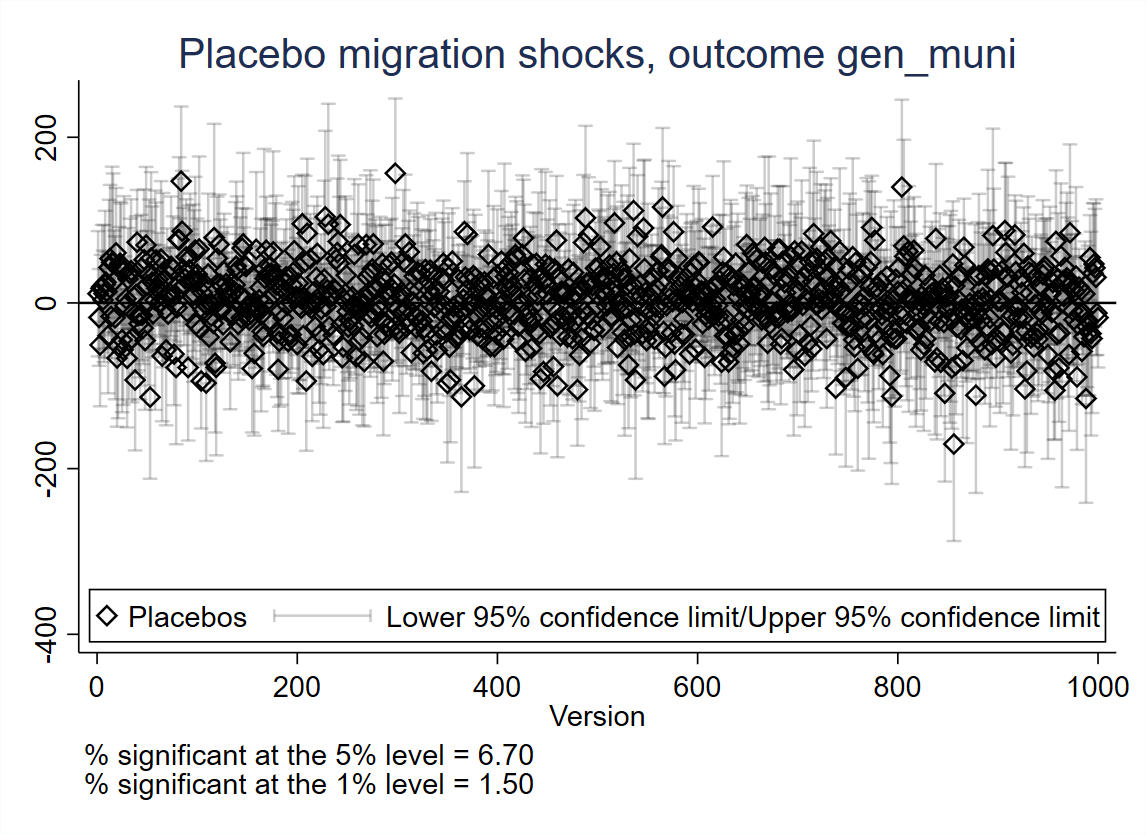 Placebo migration shocks, outcome gen_muni
200
0
-200
-400
Placebos Lower 95% confidence limit/Upper 95% confidence limit
0 200 400 600 800 1000
Version
% significant at the 5% level = 6.70
% significant at the 1% level = 1.50